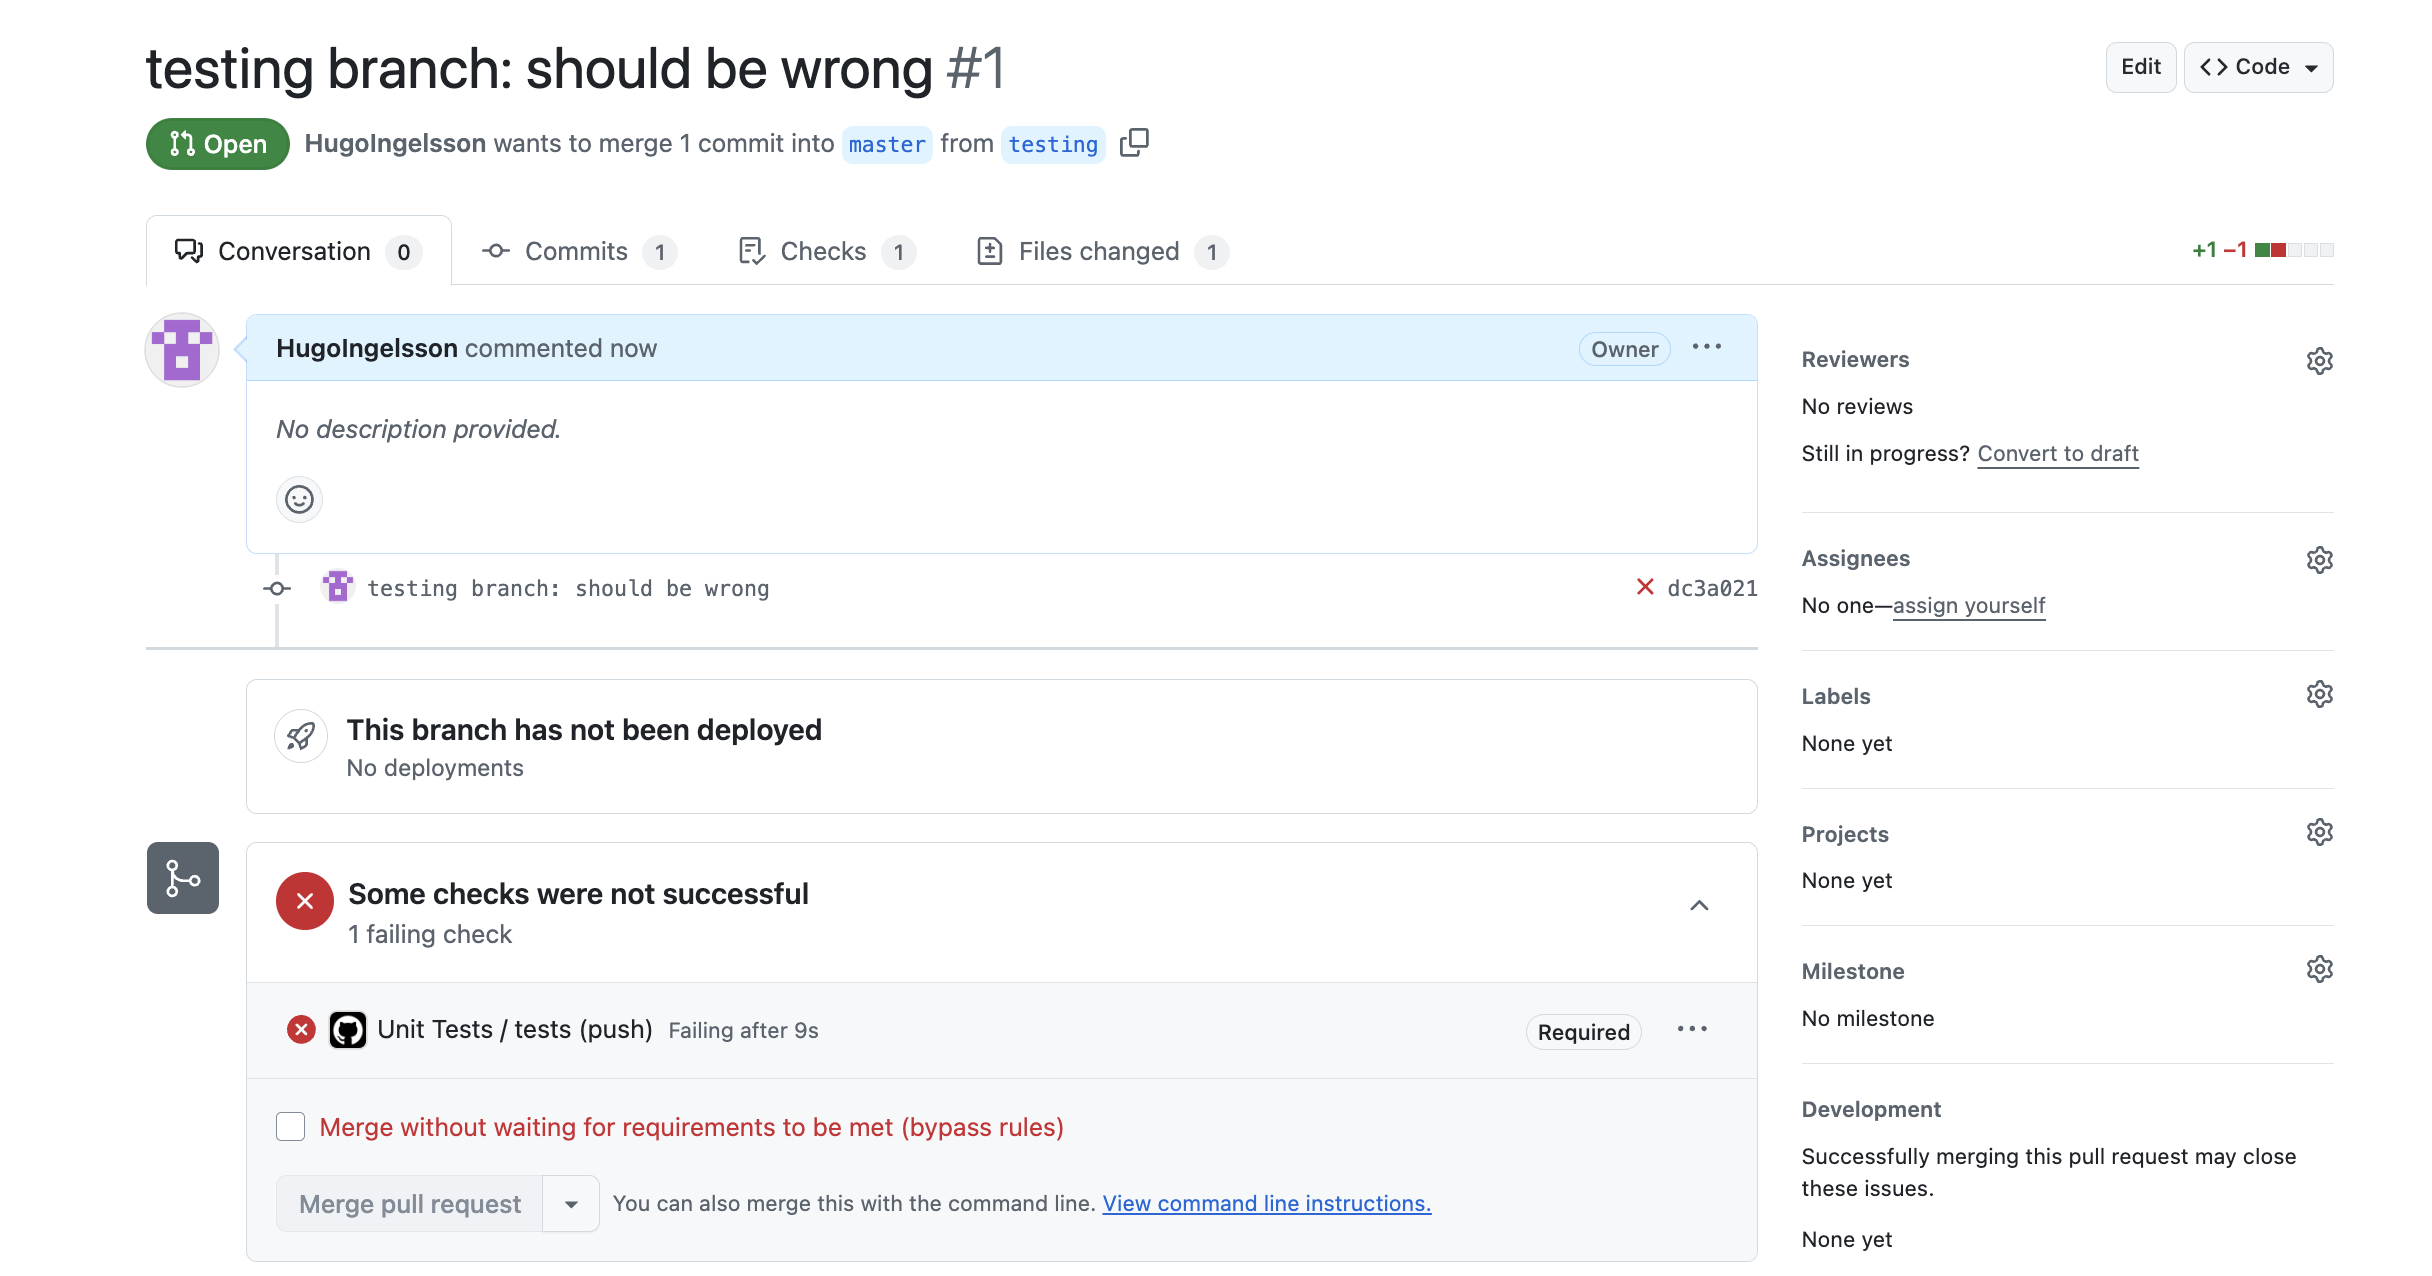 testing branch: should be wrong #1
Edit
Code
Open
HugoIngelsson wants to merge 1 commit into master from testing
Conversation 0
Commits 1
Checks 1
Files changed 1
+1 −1
HugoIngelsson commented now
Owner
No description provided.
testing branch: should be wrong
dc3a021
This branch has not been deployed
No deployments
Some checks were not successful
1 failing check
Unit Tests / tests (push) Failing after 9s
Required
Merge without waiting for requirements to be met (bypass rules)
Merge pull request
You can also merge this with the command line. View command line instructions.
Reviewers
No reviews
Still in progress? Convert to draft
Assignees
No one—assign yourself
Labels
None yet
Projects
None yet
Milestone
No milestone
Development
Successfully merging this pull request may close
these issues.
None yet